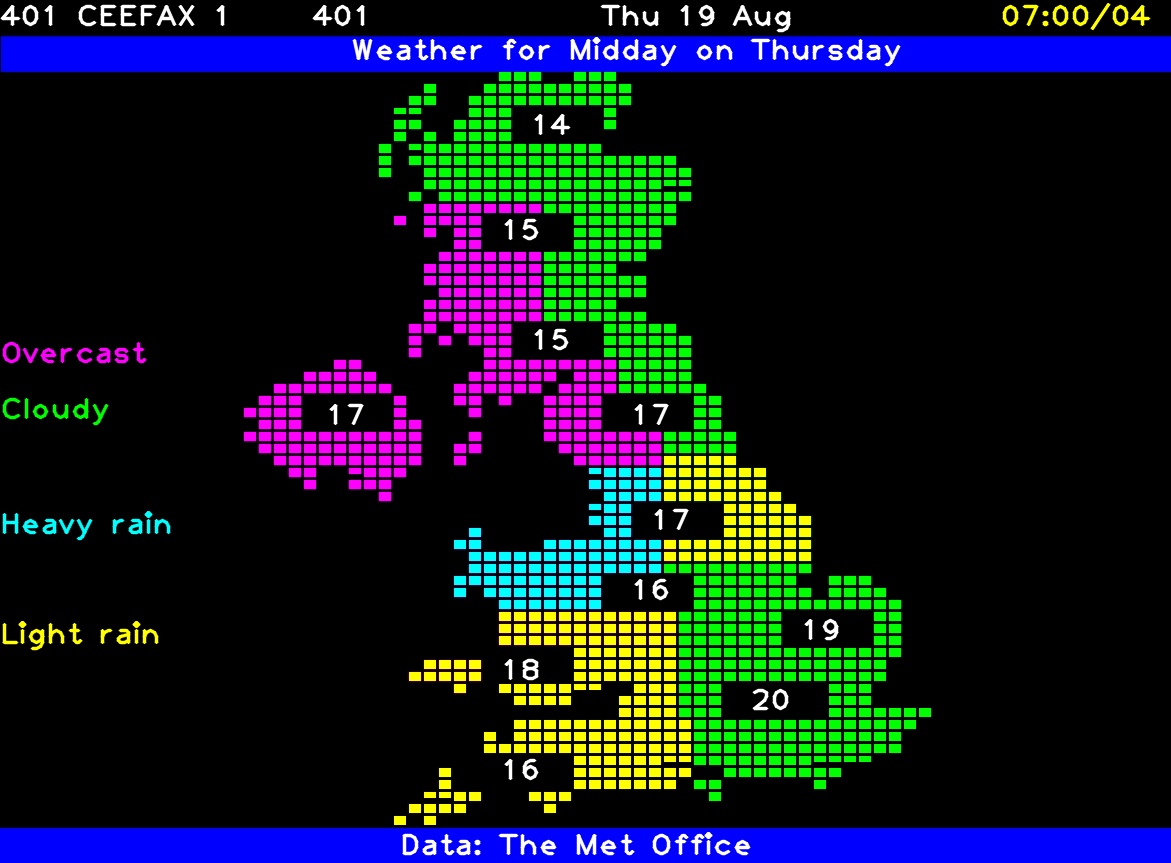 401 CEEFAX 1 401 Thu 19 Aug 07:00/04
Weather for Midday on Thursday
14
15
15
Overcast
Cloudy
17 17
17
Heavy rain
16
19
Light rain
18
20
16
Data: The Met Office